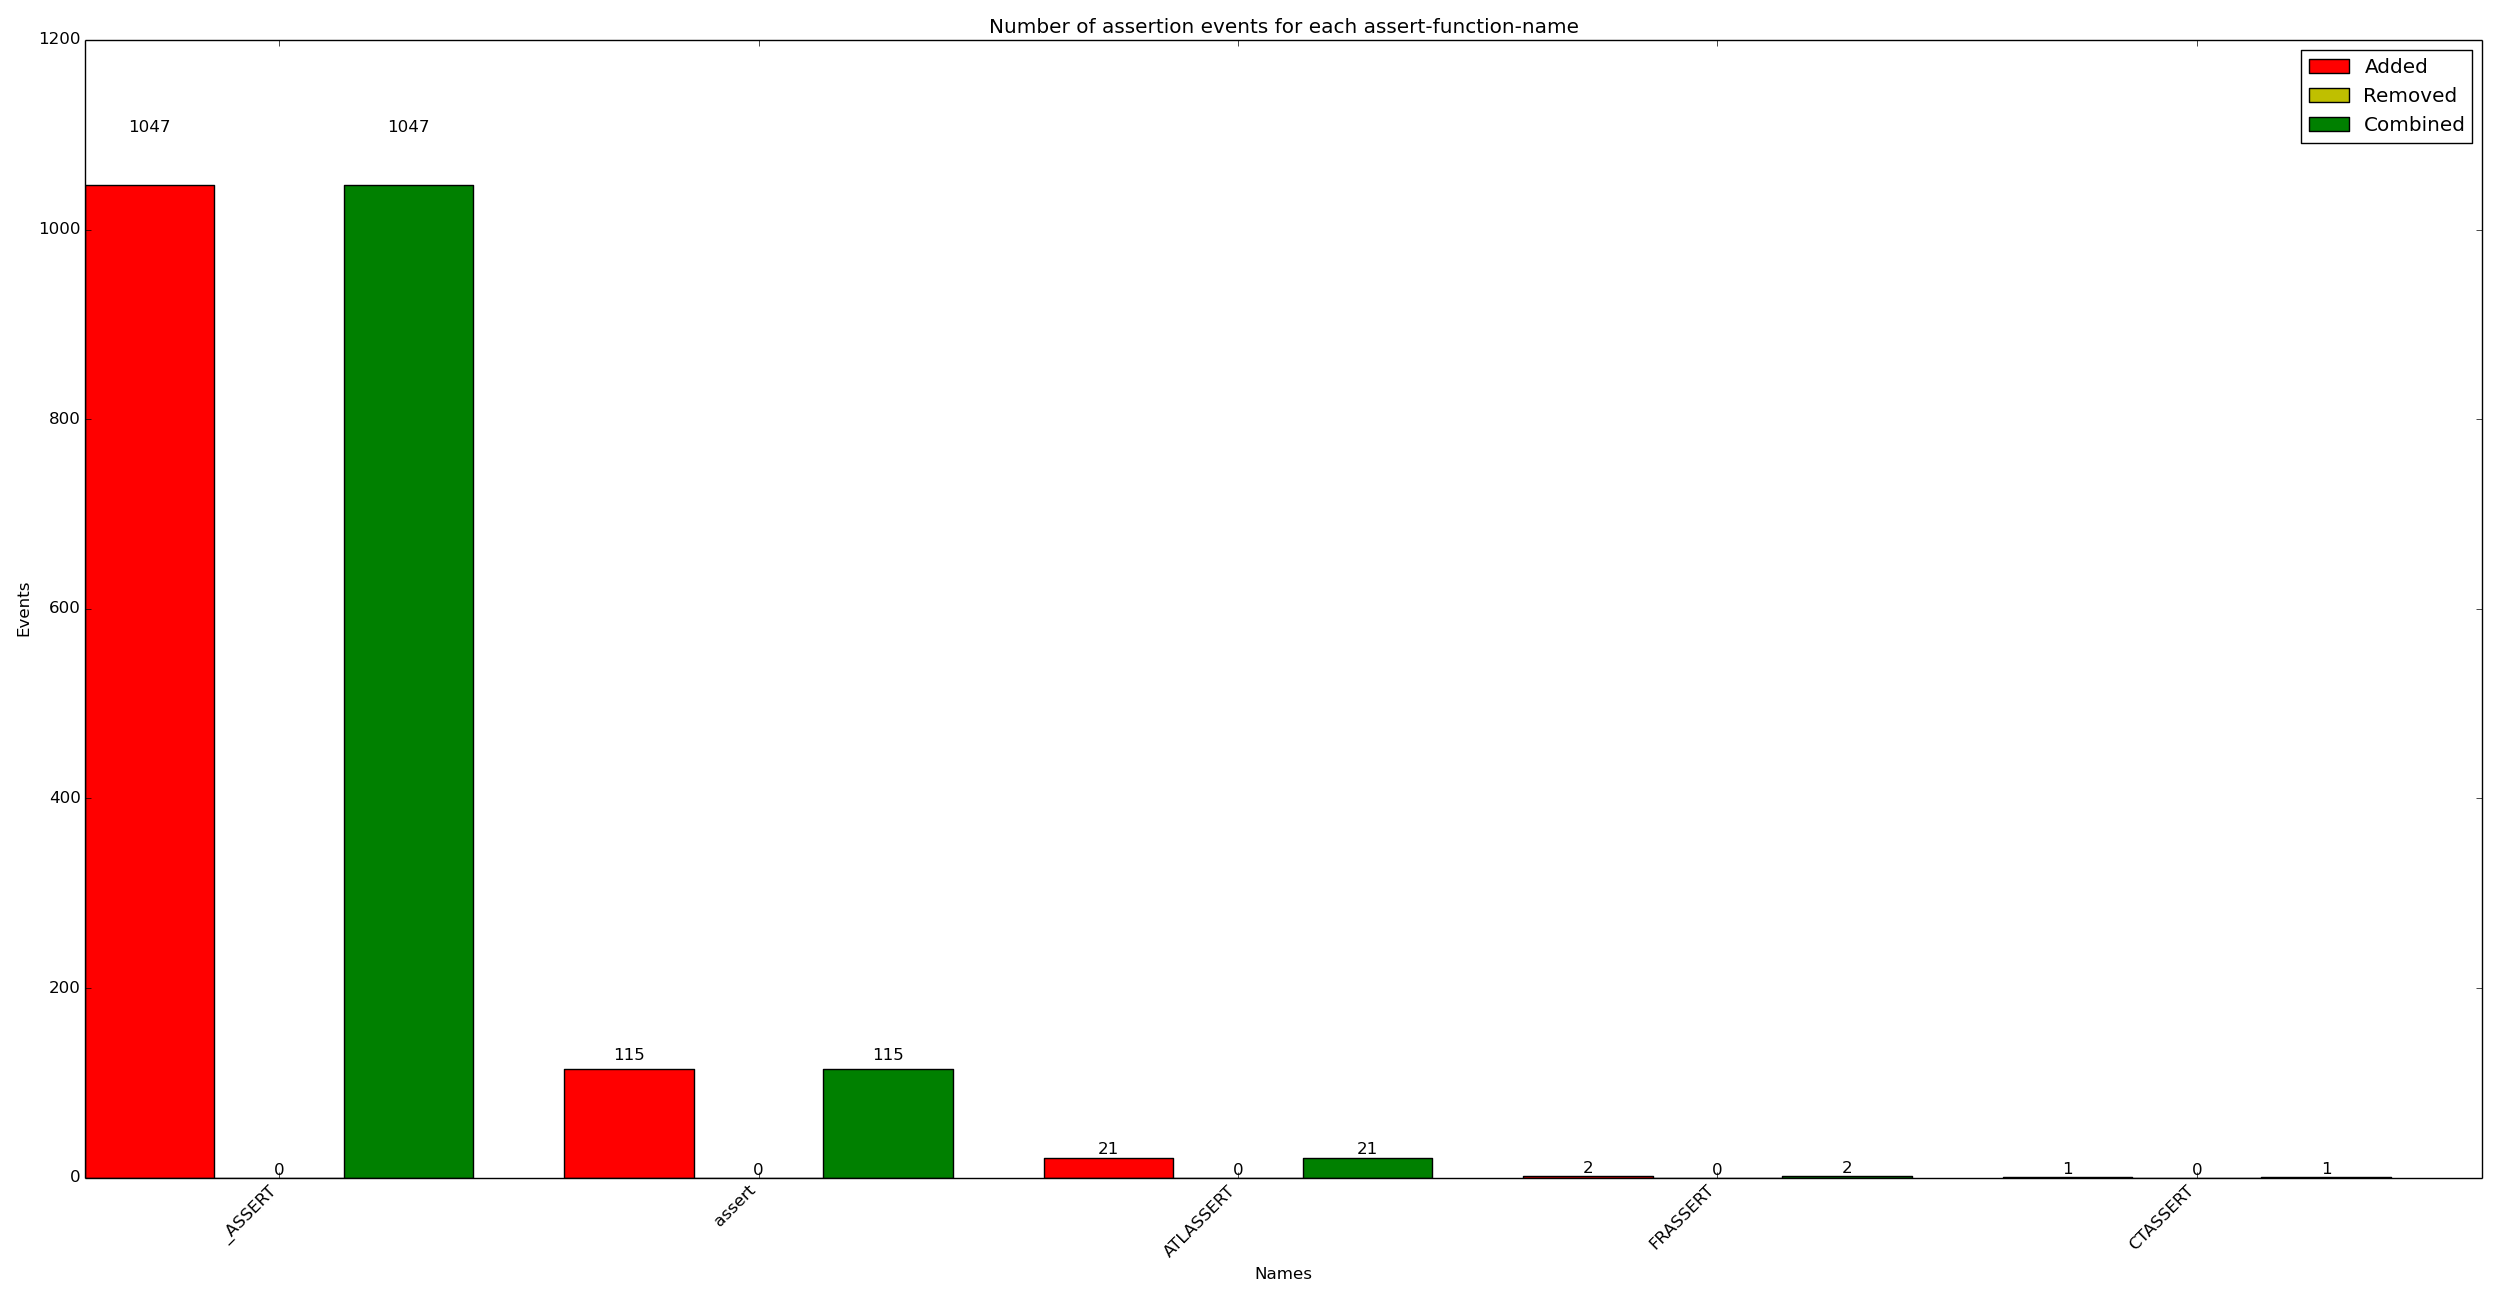 Number of assertion events for each assert-function-name
1200
1000
800
600
400
200
0
Events
Added
Removed
Combined
1047
0
1047
115
0
115
21
0
21
2
0
2
1
0
1
_ASSERT
assert
ATLASSERT
FRASSERT
CTASSERT
Names